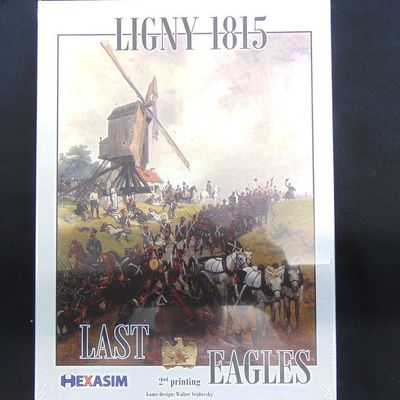 LIGNY 1815
LAST
EAGLES
2nd printing
HEXASIM
Game design: Walter Vejdovsky